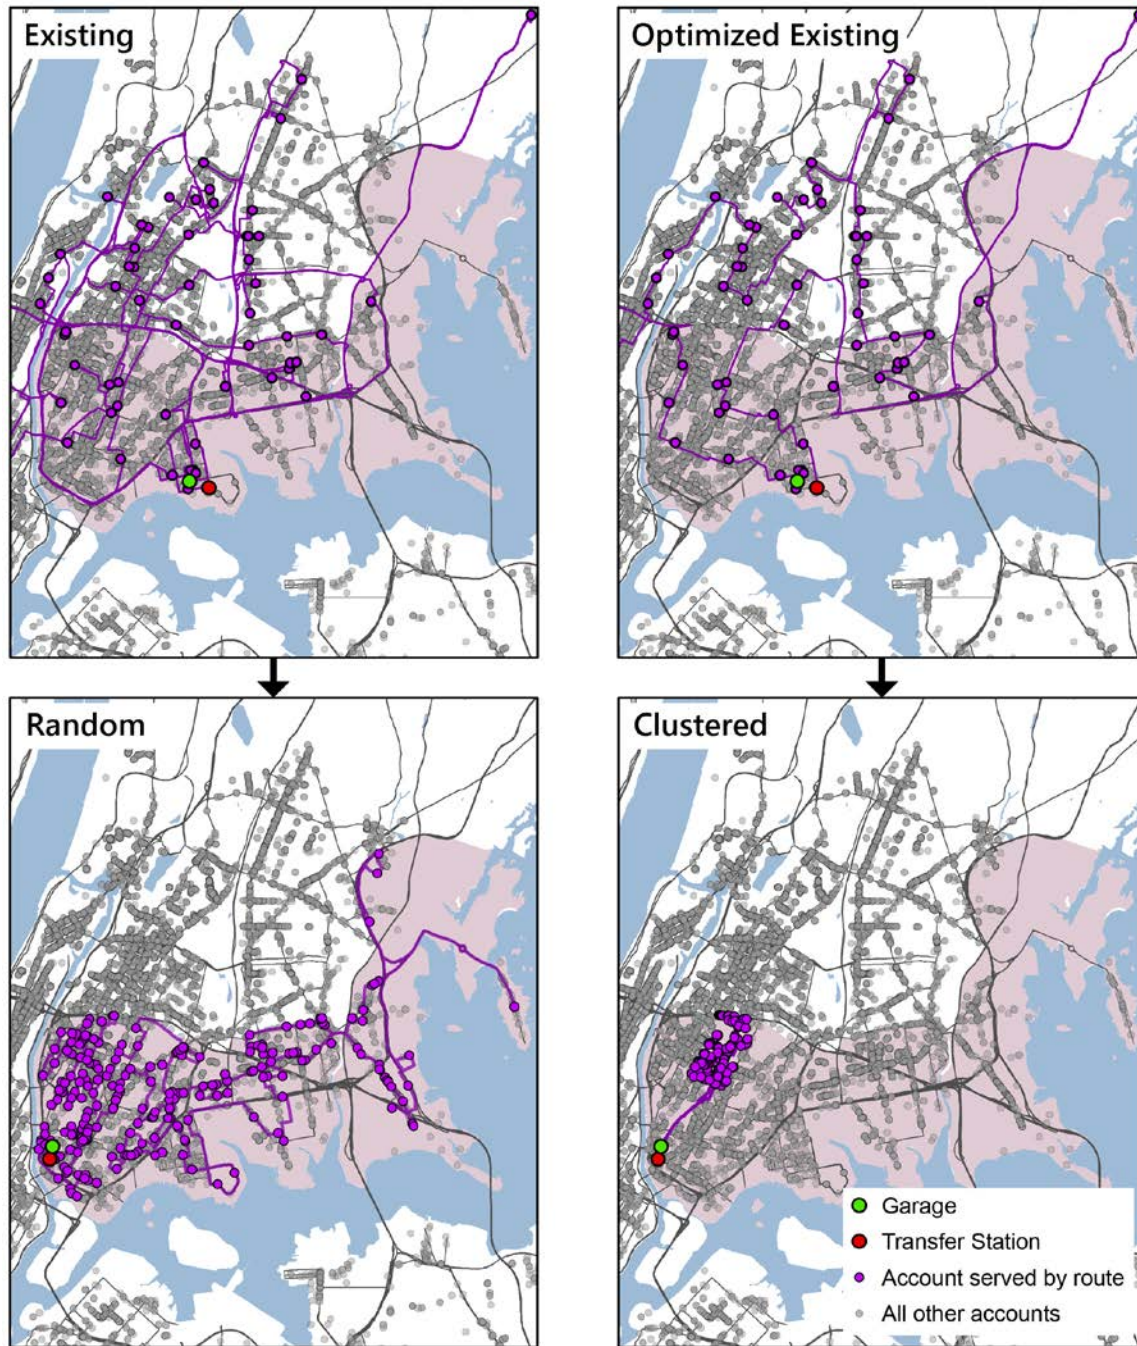 Existing
Optimized Existing
Random
Clustered
Garage
Transfer Station
Account served by route
All other accounts